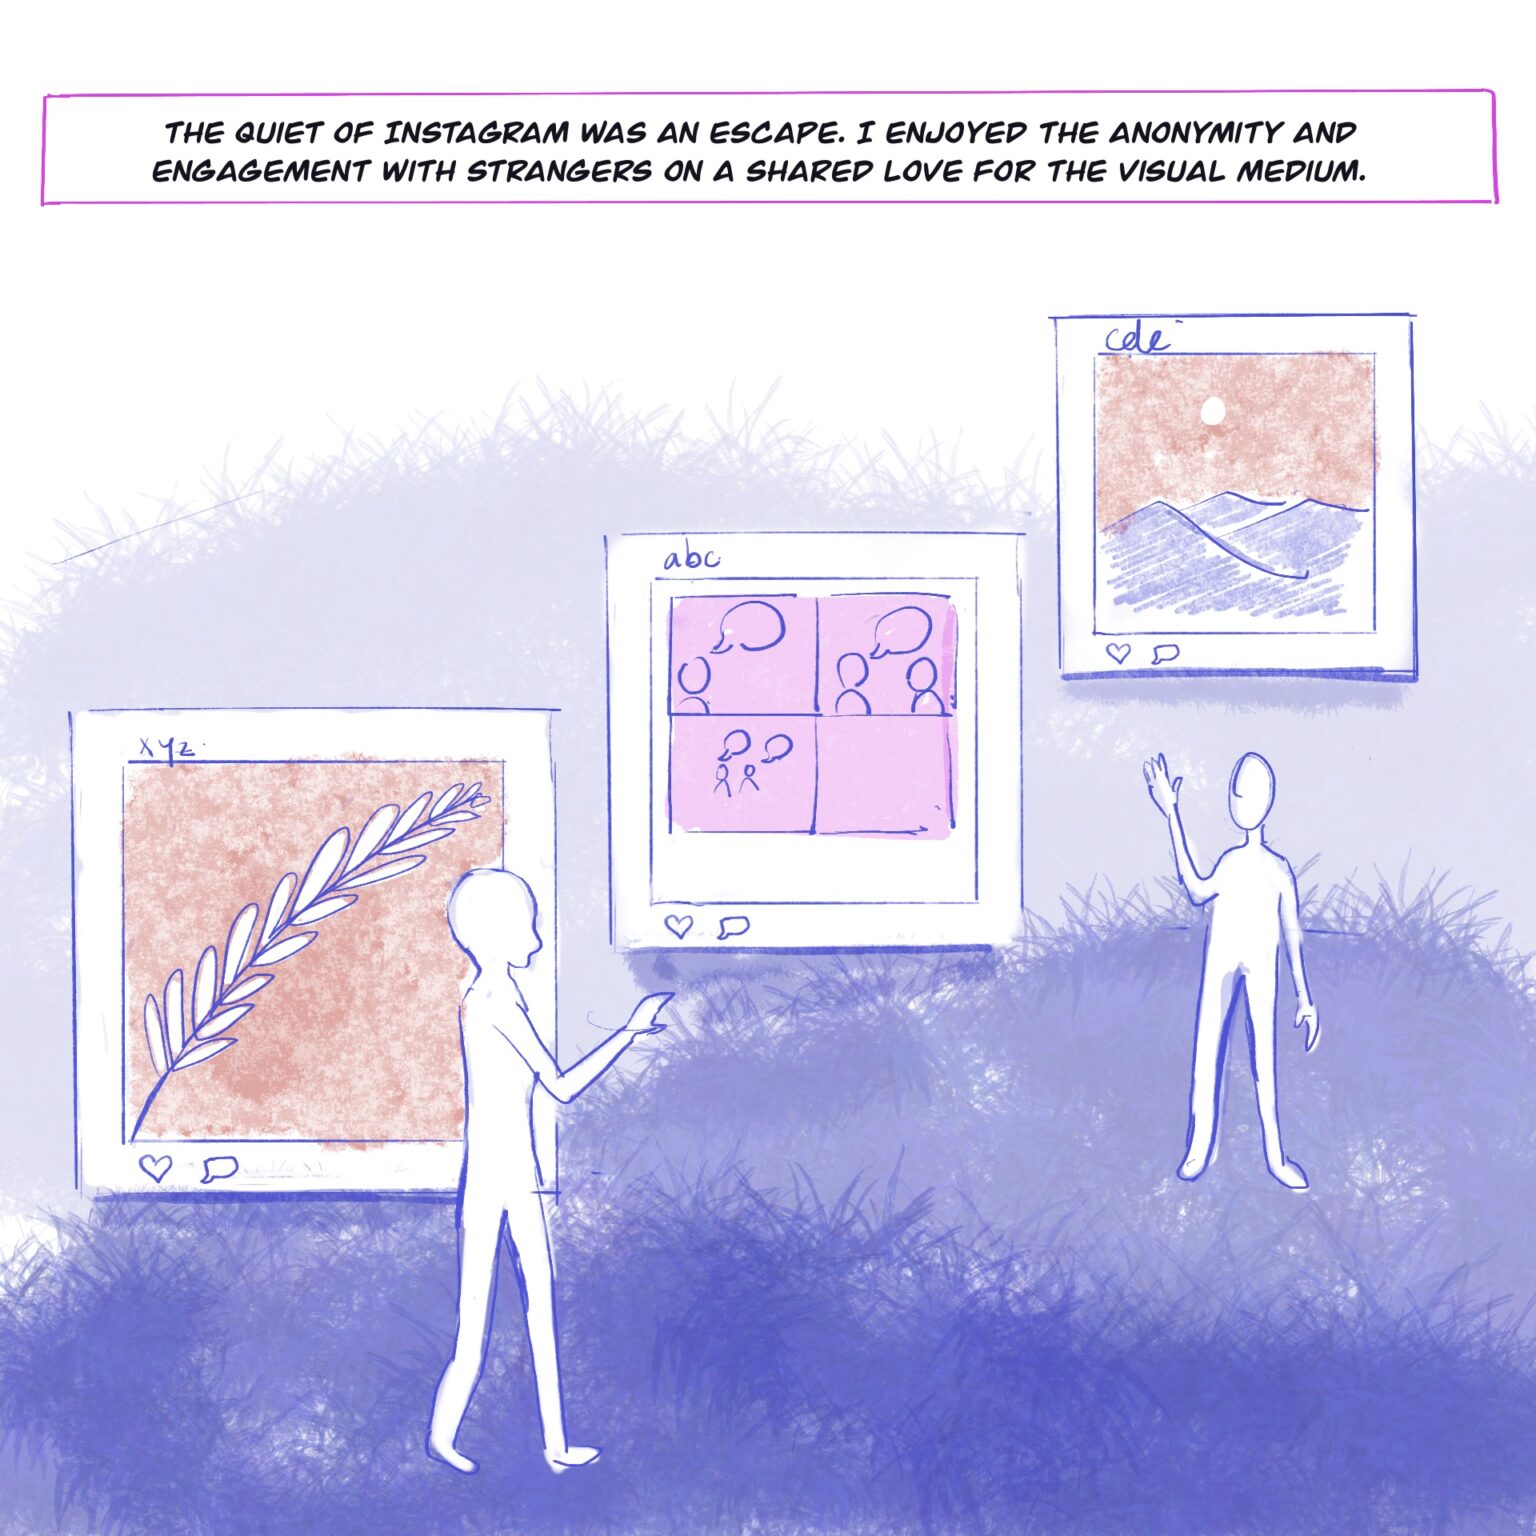 THE QUIET OF INSTAGRAM WAS AN ESCAPE. I ENJOYED THE ANONYMITY AND
ENGAGEMENT WITH STRANGERS ON A SHARED LOVE FOR THE VISUAL MEDIUM.
abc
xyz